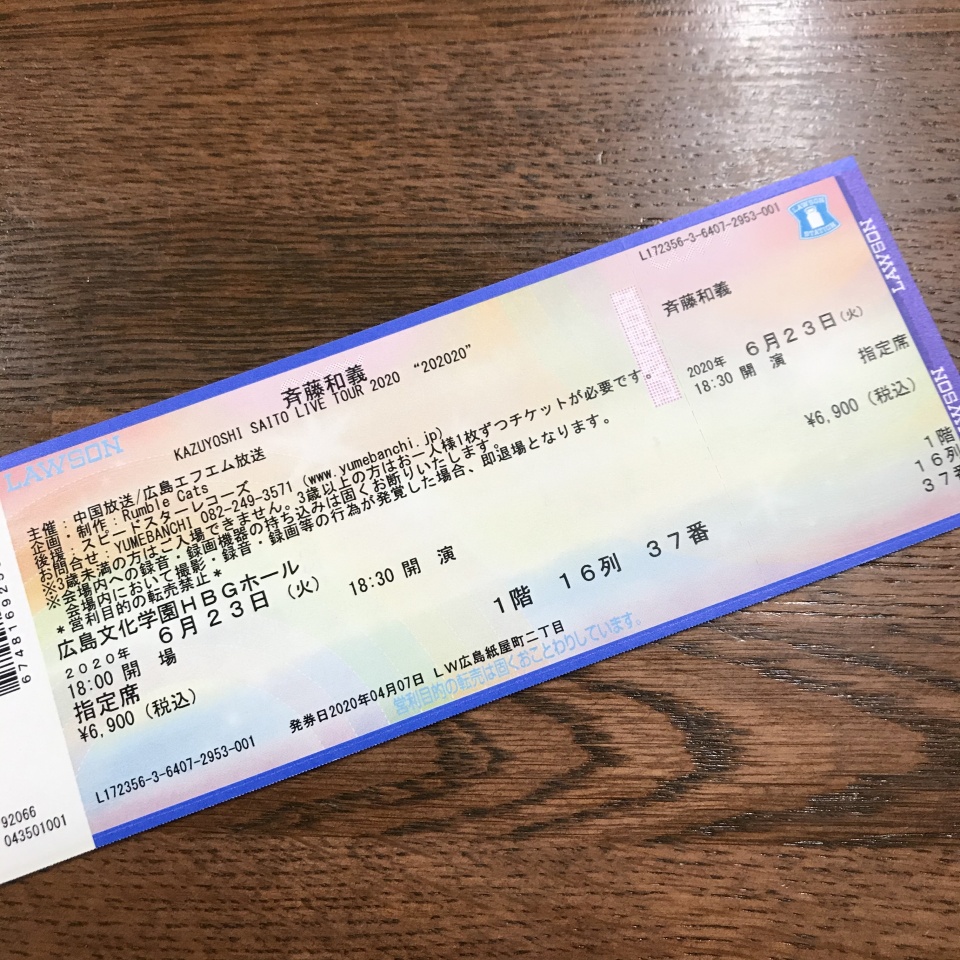 LAWSON
斉藤和義
KAZUYOSHI SAITO LIVE TOUR 2020 “202020”
主催：中国放送/広島エフエム放送
企画・制作：Rumble Cats
後援：スピードスターレコーズ
お問合せ：YUMEBANCHI 082-249-3571 (www.yumebanchi.jp)
※3歳未満の方はご入場できません。3歳以上の方はお一人様1枚ずつチケットが必要です。
※会場内への録音・録画機器の持ち込みは固くお断りいたします。
会場内において撮影・録音・録画等の行為が発覚した場合、即退場となります。
＊営利目的の転売禁止＊
広島文化学園ＨＢＧホール
2020年 ６月２３日（火）
18:00 開 場 18:30 開 演
指定席 １階 １６列 ３７番
¥6,900（税込）
発券日2020年04月07日 ＬＷ広島紙屋町二丁目
営利目的の転売は固くおことわりしています。
L172356-3-6407-2953-001
L172356-3-6407-2953-001
LAWSON
STATION
斉藤和義
2020年 ６月２３日（火）
18:30 開 演
指定席
¥6,900（税込）
１階
１６列
３７番
LAWSON
92066
043501001